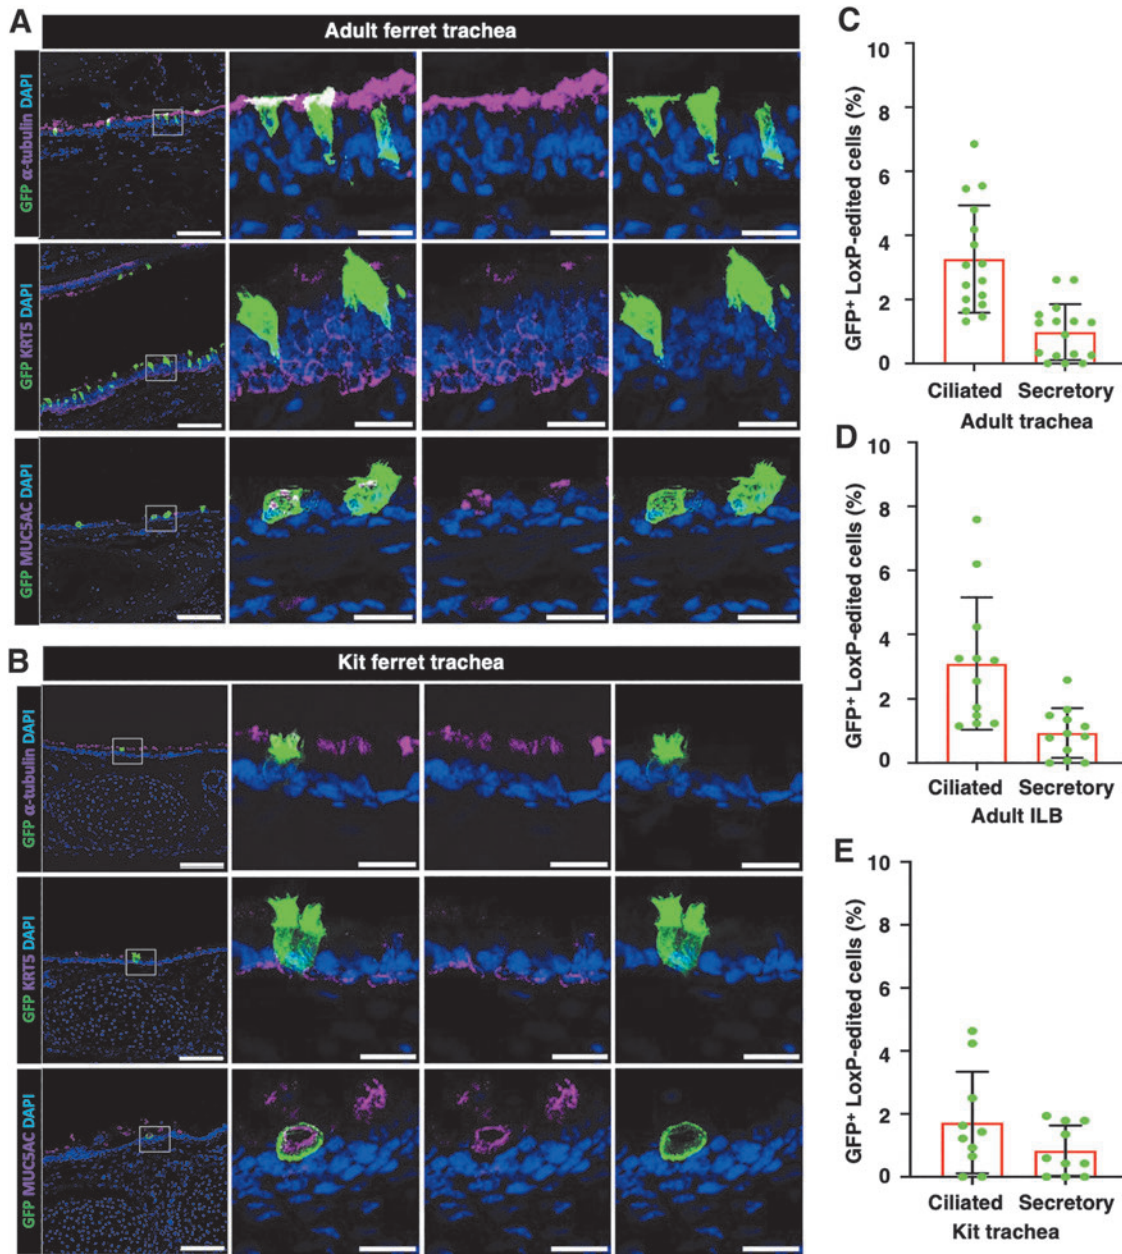 A
Adult ferret trachea
GFP α-tubulin DAPI
GFP KRT5 DAPI
GFP MUC5AC DAPI
B
Kit ferret trachea
GFP α-tubulin DAPI
GFP KRT5 DAPI
GFP MUC5AC DAPI
C
GFP⁺ LoxP-edited cells (%)
10
8
6
4
2
0
Ciliated Secretory
Adult trachea
D
GFP⁺ LoxP-edited cells (%)
10
8
6
4
2
0
Ciliated Secretory
Adult ILB
E
GFP⁺ LoxP-edited cells (%)
10
8
6
4
2
0
Ciliated Secretory
Kit trachea